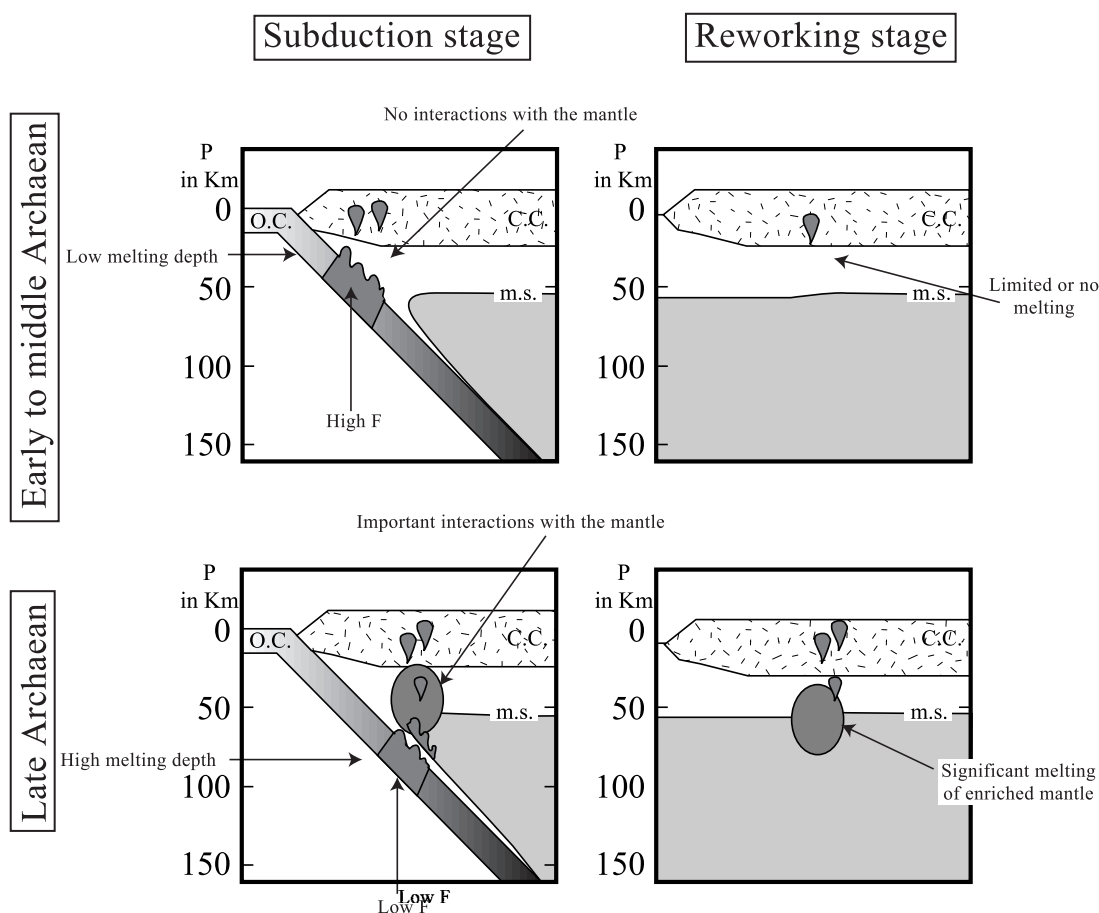 Subduction stage
Reworking stage
Early to middle Archaean
No interactions with the mantle
P
in Km
0
50
100
150
O.C.
C.C.
m.s.
Low melting depth
High F
P
in Km
0
50
100
150
C.C.
m.s.
Limited or no
melting
Late Archaean
Important interactions with the mantle
P
in Km
0
50
100
150
O.C.
C.C.
m.s.
High melting depth
Low F
Low F
P
in Km
0
50
100
150
C.C.
m.s.
Significant melting
of enriched mantle